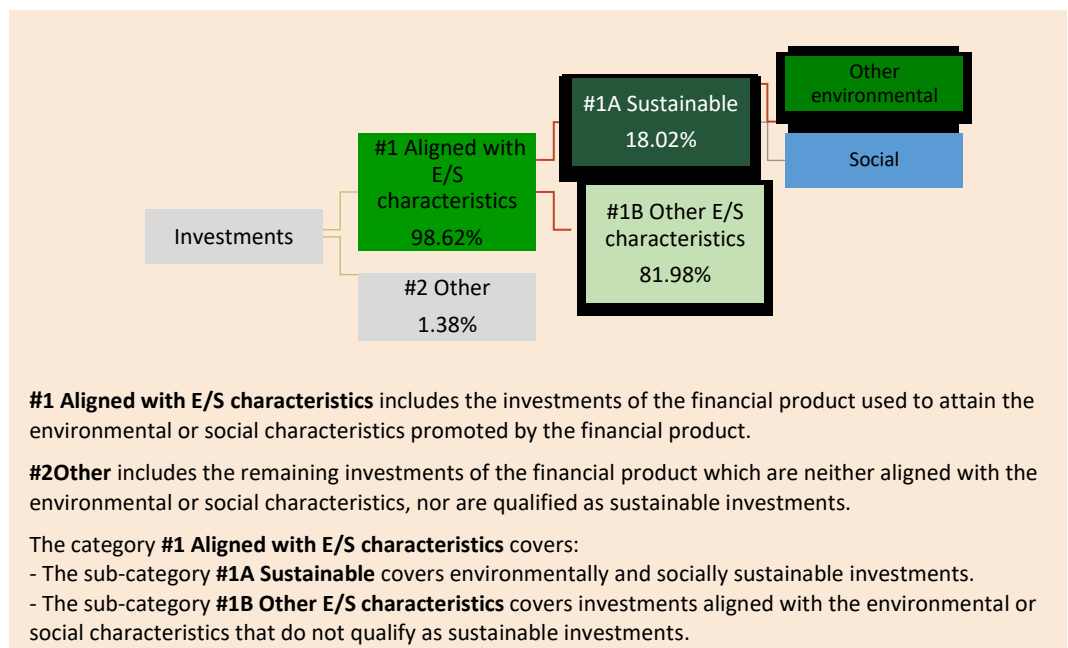 Investments
#1 Aligned with
E/S
characteristics
98.62%
#2 Other
1.38%
#1A Sustainable
18.02%
#1B Other E/S
characteristics
81.98%
Other
environmental
Social
#1 Aligned with E/S characteristics includes the investments of the financial product used to attain the
environmental or social characteristics promoted by the financial product.
#2Other includes the remaining investments of the financial product which are neither aligned with the
environmental or social characteristics, nor are qualified as sustainable investments.
The category #1 Aligned with E/S characteristics covers:
- The sub-category #1A Sustainable covers environmentally and socially sustainable investments.
- The sub-category #1B Other E/S characteristics covers investments aligned with the environmental or
social characteristics that do not qualify as sustainable investments.